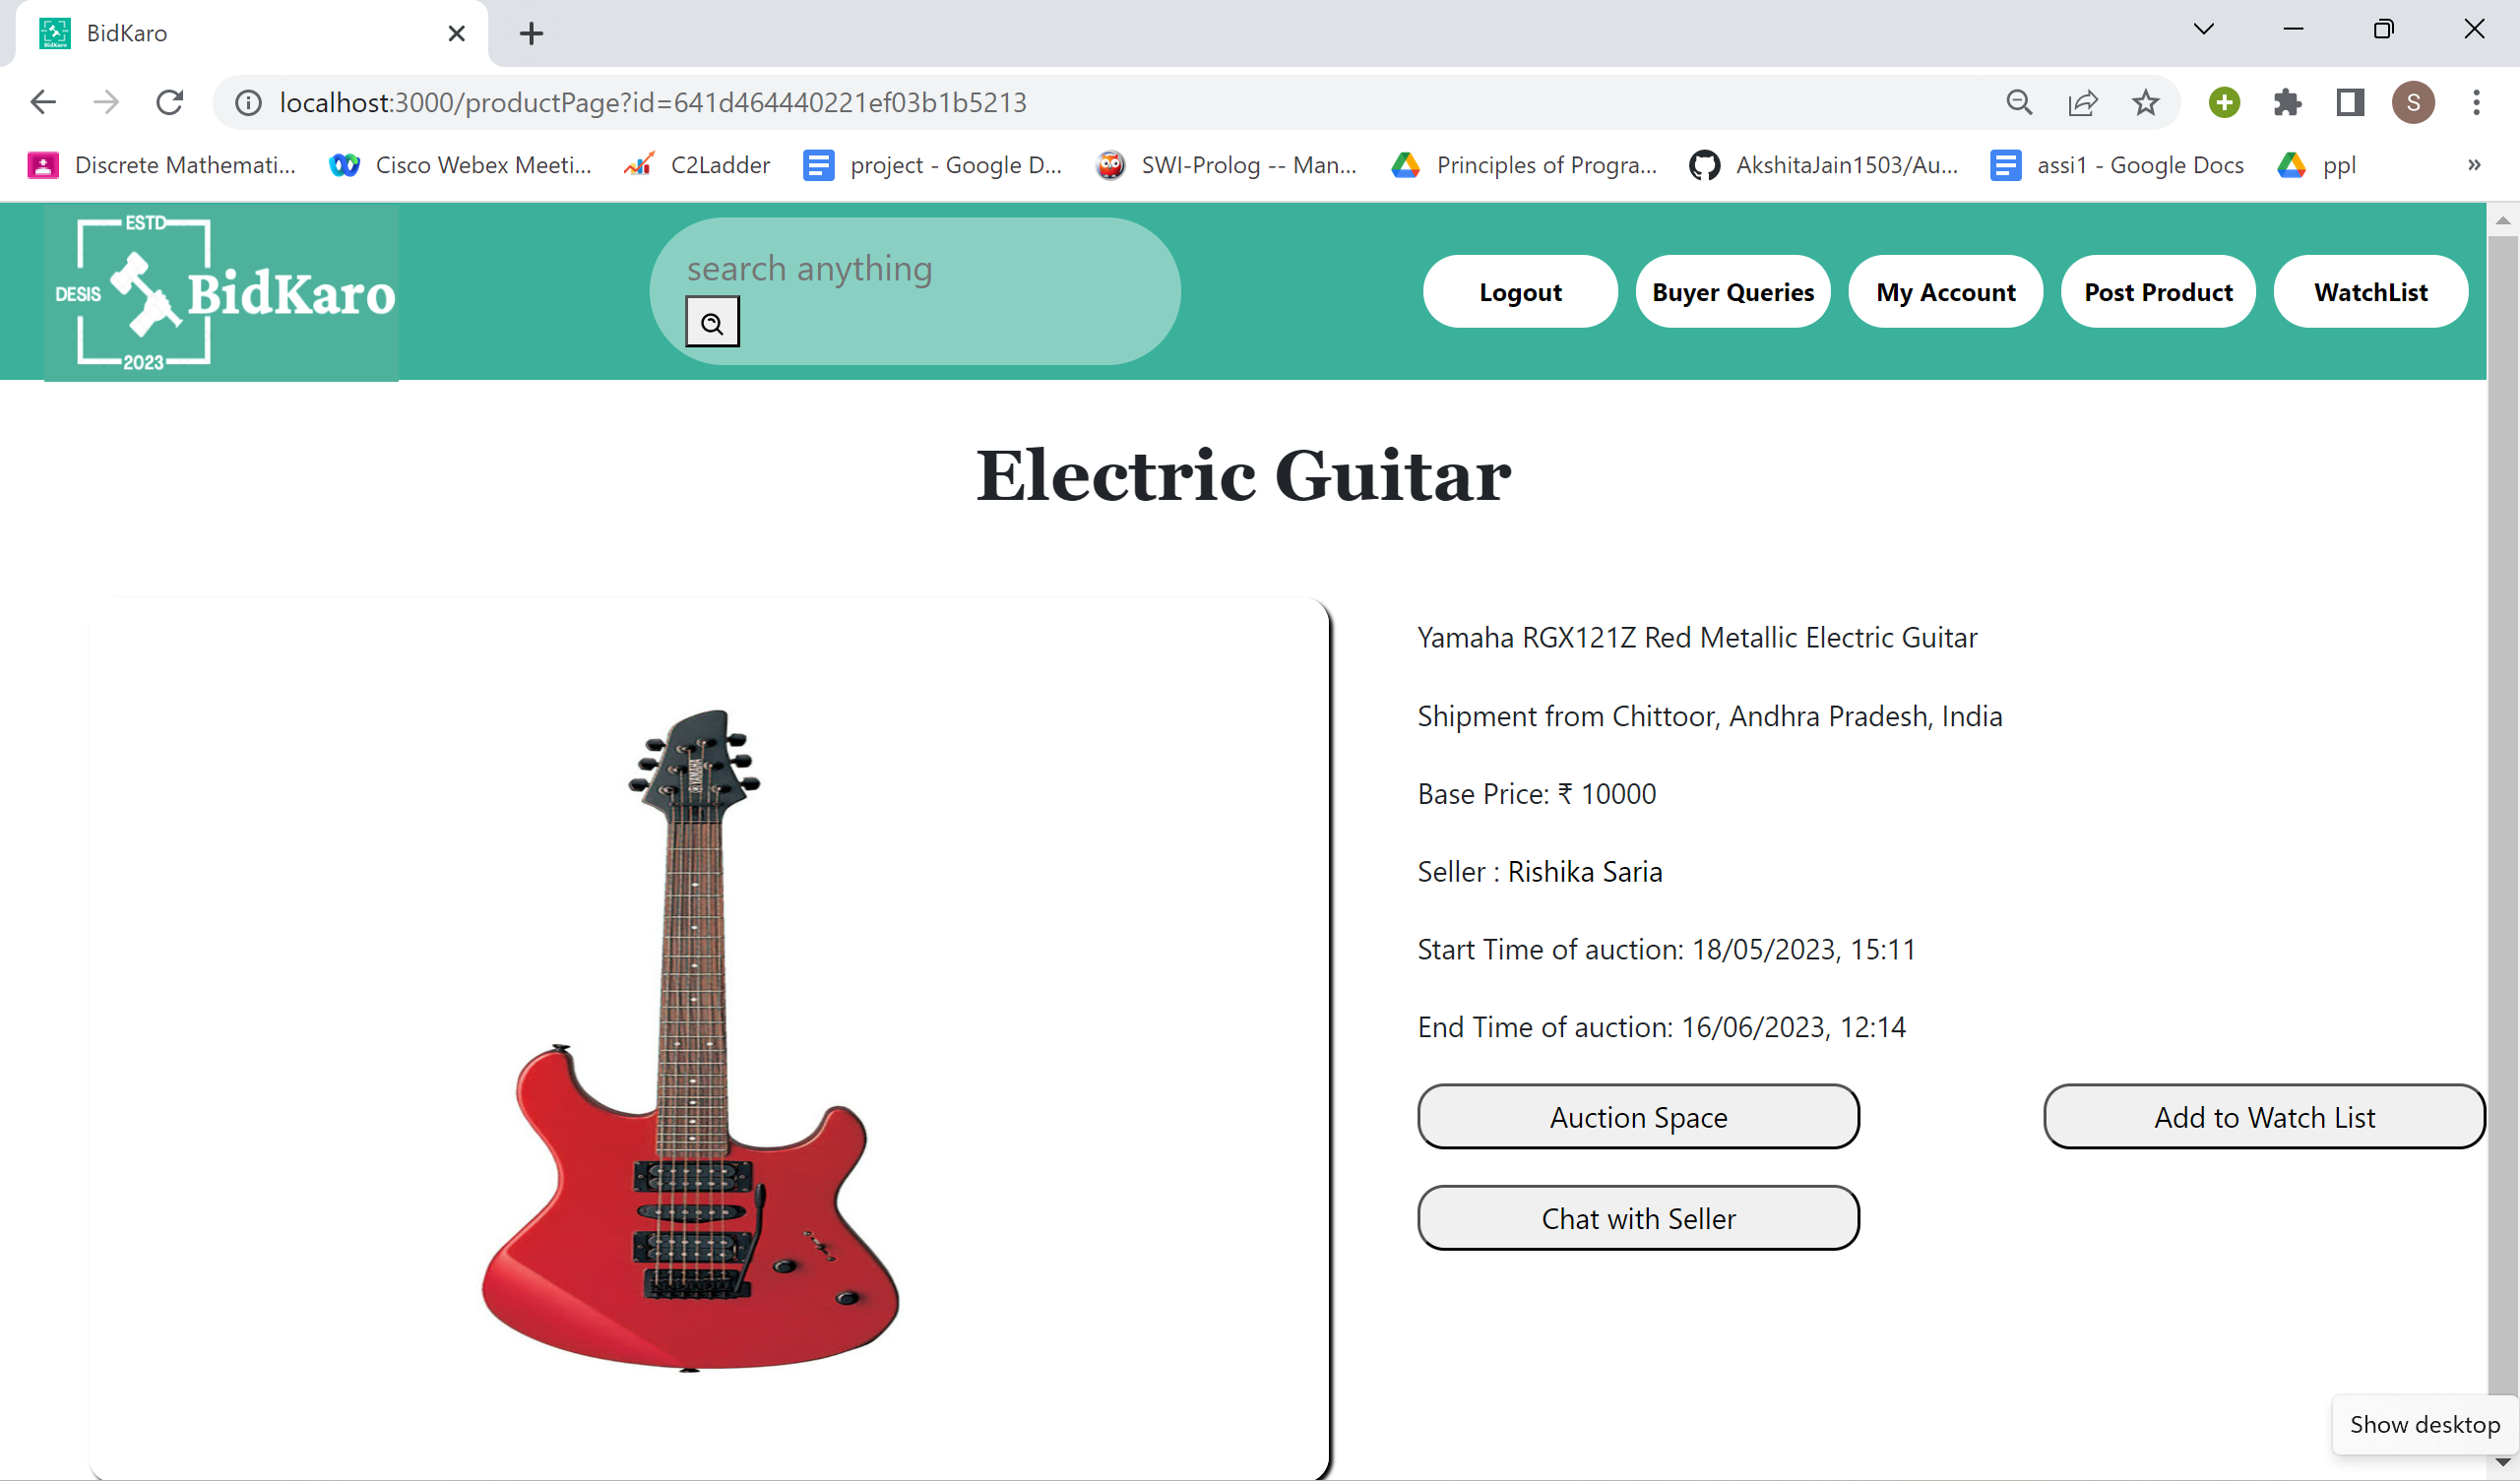 BidKaro
localhost:3000/productPage?id=641d464440221ef03b1b5213
S
Discrete Mathemati... Cisco Webex Meeti... C2Ladder project - Google D... SWI-Prolog -- Man... Principles of Progra... AkshitaJain1503/Au... assi1 - Google Docs ppl »
ESTD
DESIS BidKaro
2023
search anything
Logout Buyer Queries My Account Post Product WatchList
Electric Guitar
YAMAHA
Yamaha RGX121Z Red Metallic Electric Guitar
Shipment from Chittoor, Andhra Pradesh, India
Base Price: ₹ 10000
Seller : Rishika Saria
Start Time of auction: 18/05/2023, 15:11
End Time of auction: 16/06/2023, 12:14
Auction Space Add to Watch List
Chat with Seller
Show desktop